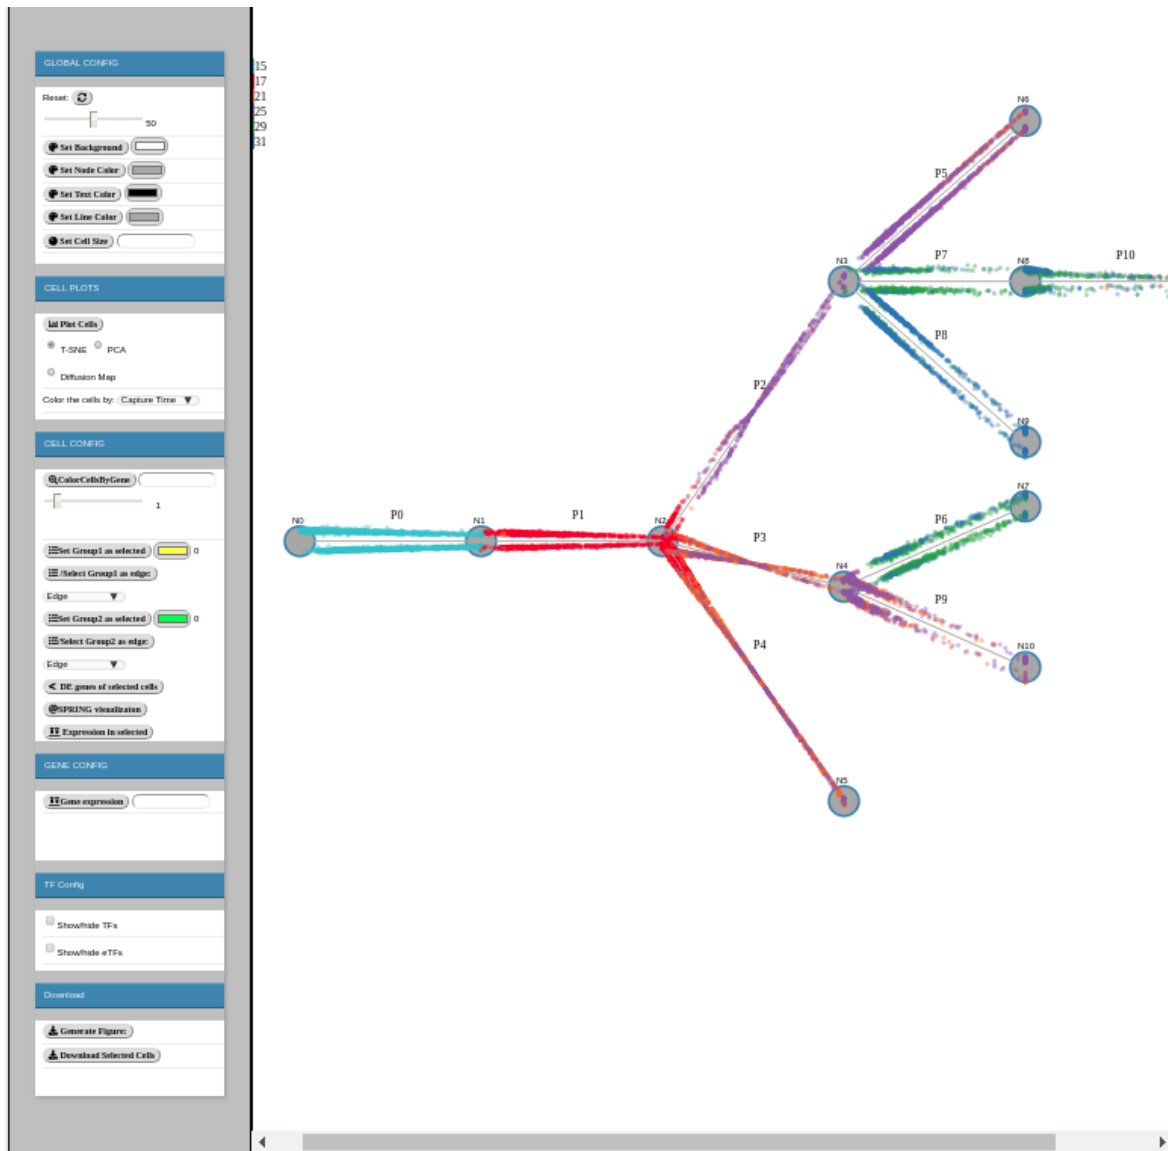 GLOBAL CONFIG
Reset:
50
Set Background
Set Node Color
Set Text Color
Set Line Color
Set Cell Size
CELL PLOTS
Plot Cells
T-SNE PCA
Diffusion Map
Color the cells by: Capture Time ▼
CELL CONFIG
ColorCellsByGene
1
Set Group1 as selected 0
/Select Group1 as edge:
Edge ▼
Set Group2 as selected 0
/Select Group2 as edge:
Edge ▼
DE genes of selected cells
@SPRING visualizaton
Expression in selected
GENE CONFIG
Gene expression
TF Config
Show/hide TFs
Show/hide eTFs
Download
Generate Figure:
Download Selected Cells
15
17
21
25
29
31
N6
P5
N3 P7 N8 P10
P8
P2
N9
N7
N0 P0 N1 P1 N2 P6
P3
N4
P9
P4 N10
N5